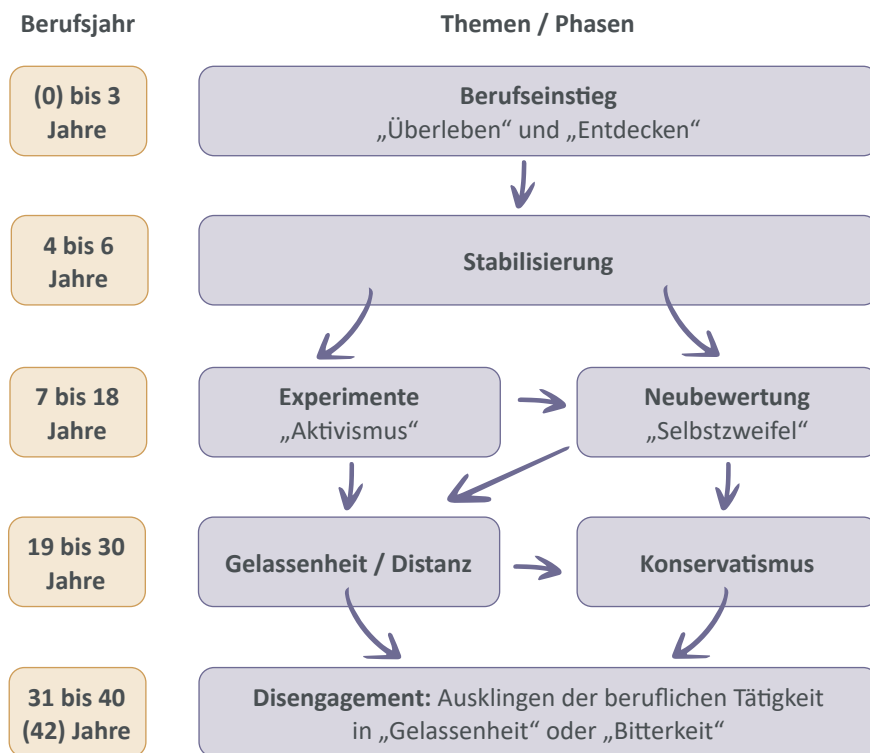 Berufsjahr
Themen / Phasen
(0) bis 3
Jahre
Berufseinstieg
„Überleben“ und „Entdecken“
4 bis 6
Jahre
Stabilisierung
7 bis 18
Jahre
Experimente
„Aktivismus“
Neubewertung
„Selbstzweifel“
19 bis 30
Jahre
Gelassenheit / Distanz
Konservatismus
31 bis 40
(42) Jahre
Disengagement: Ausklingen der beruflichen Tätigkeit
in „Gelassenheit“ oder „Bitterkeit“